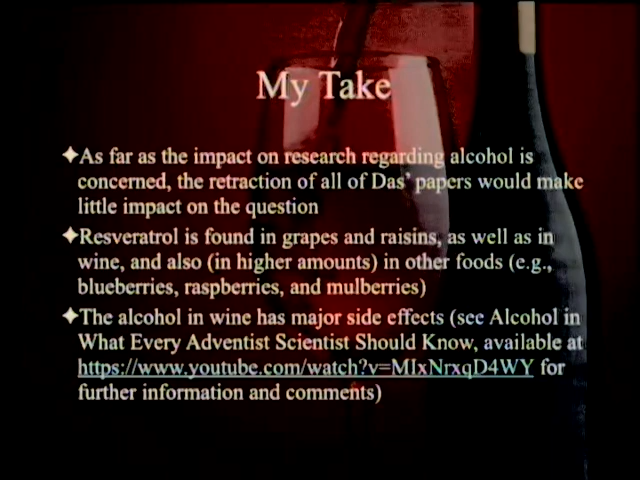 My Take
✦As far as the impact on research regarding alcohol is
concerned, the retraction of all of Das' papers would make
little impact on the question
✦Resveratrol is found in grapes and raisins, as well as in
wine, and also (in higher amounts) in other foods (e.g.,
blueberries, raspberries, and mulberries)
✦The alcohol in wine has major side effects (see Alcohol in
What Every Adventist Scientist Should Know, available at
https://www.youtube.com/watch?v=MIxNrxqD4WY for
further information and comments)